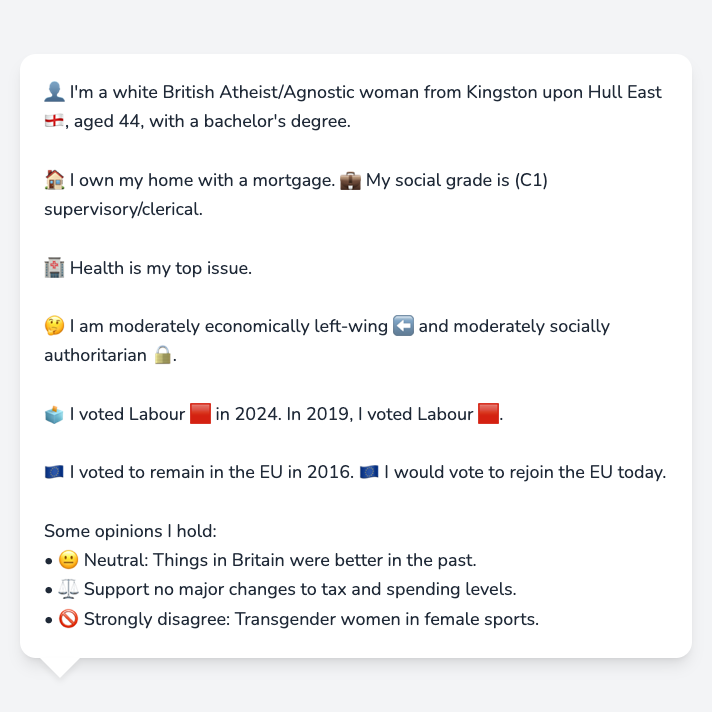 👤 I'm a white British Atheist/Agnostic woman from Kingston upon Hull East
🏴󠁧󠁢󠁥󠁮󠁧󠁿, aged 44, with a bachelor's degree.
🏠 I own my home with a mortgage. 💼 My social grade is (C1)
supervisory/clerical.
🏥 Health is my top issue.
🤔 I am moderately economically left-wing ⬅️ and moderately socially
authoritarian 🔒.
🗳️ I voted Labour 🟥 in 2024. In 2019, I voted Labour 🟥.
🇪🇺 I voted to remain in the EU in 2016. 🇪🇺 I would vote to rejoin the EU today.
Some opinions I hold:
• 😐 Neutral: Things in Britain were better in the past.
• ⚖️ Support no major changes to tax and spending levels.
• 🚫 Strongly disagree: Transgender women in female sports.